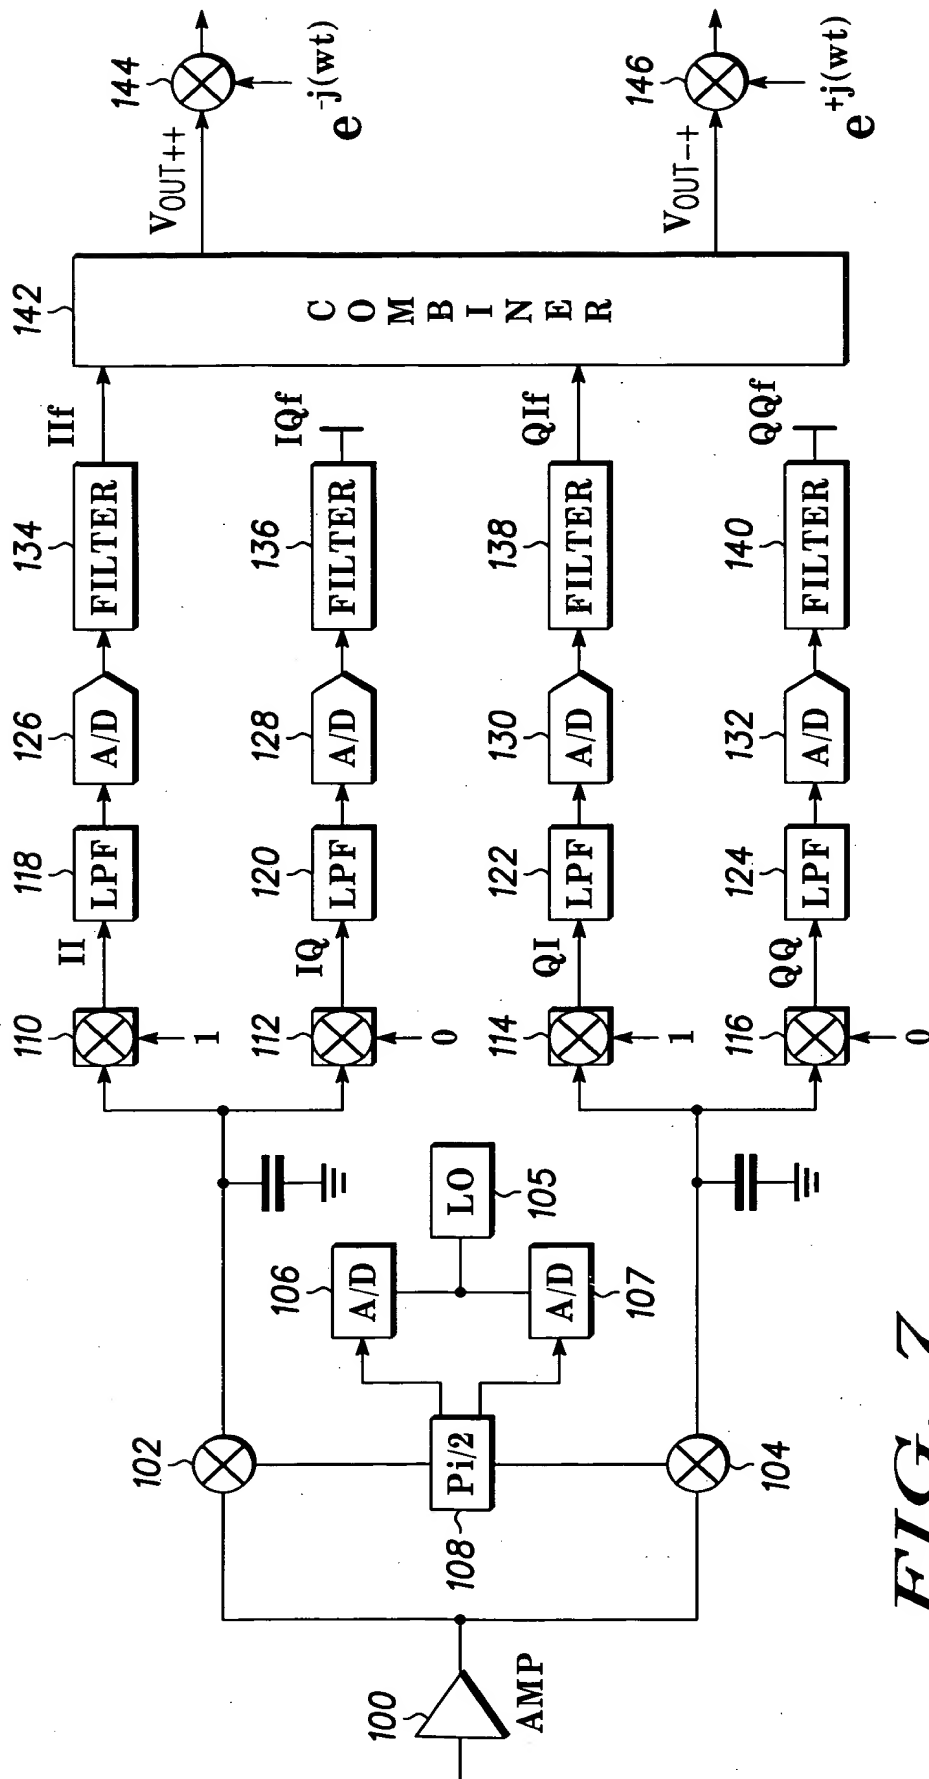 100
AMP
102
104
108
Pi/2
106
A/D
107
A/D
105
LO
110
1
II
118
LPF
126
A/D
134
FILTER
IIf
112
0
IQ
120
LPF
128
A/D
136
FILTER
IQf
114
1
QI
122
LPF
130
A/D
138
FILTER
QIf
116
0
QQ
124
LPF
132
A/D
140
FILTER
QQf
142
COMBINER
VOUT++
144
e-j(wt)
VOUT-+
146
e+j(wt)
FIG. 7